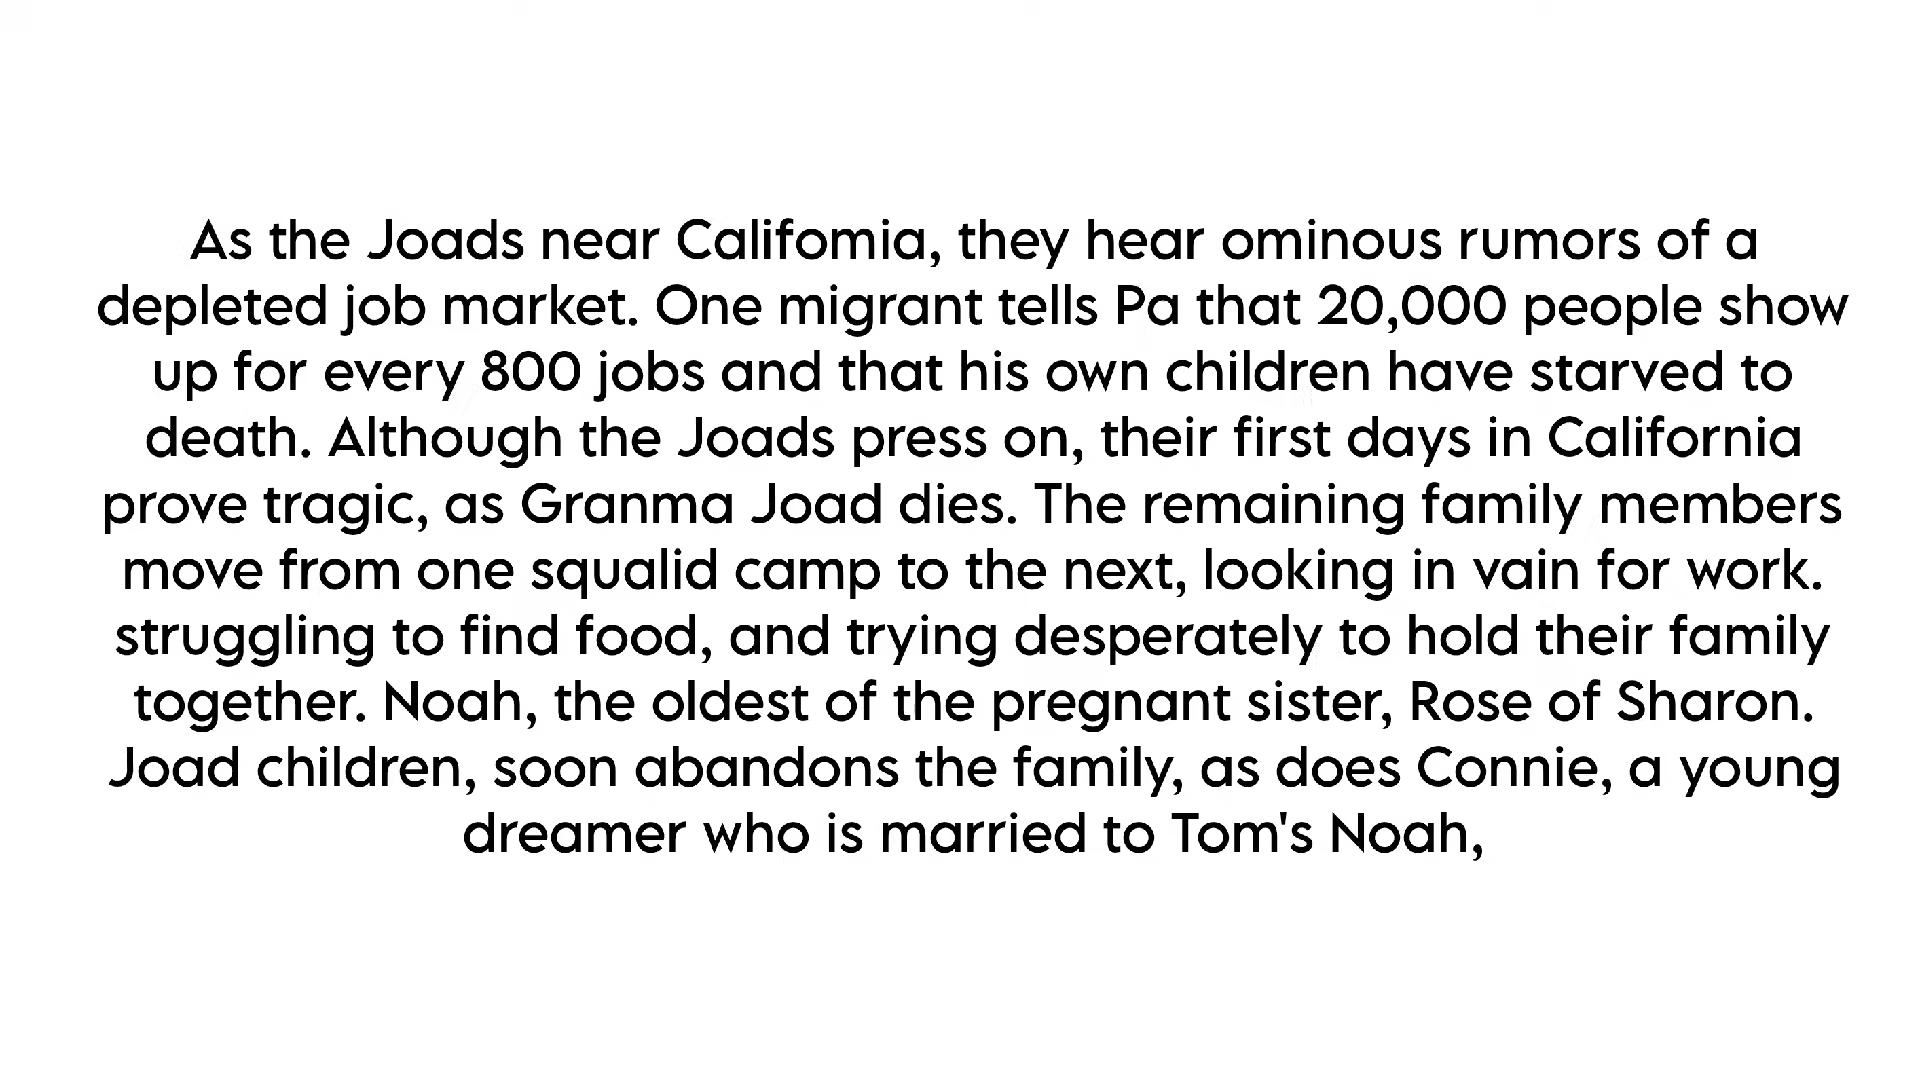 As the Joads near Califomia, they hear ominous rumors of a
depleted job market. One migrant tells Pa that 20,000 people show
up for every 800 jobs and that his own children have starved to
death. Although the Joads press on, their first days in California
prove tragic, as Granma Joad dies. The remaining family members
move from one squalid camp to the next, looking in vain for work.
struggling to find food, and trying desperately to hold their family
together. Noah, the oldest of the pregnant sister, Rose of Sharon.
Joad children, soon abandons the family, as does Connie, a young
dreamer who is married to Tom's Noah,